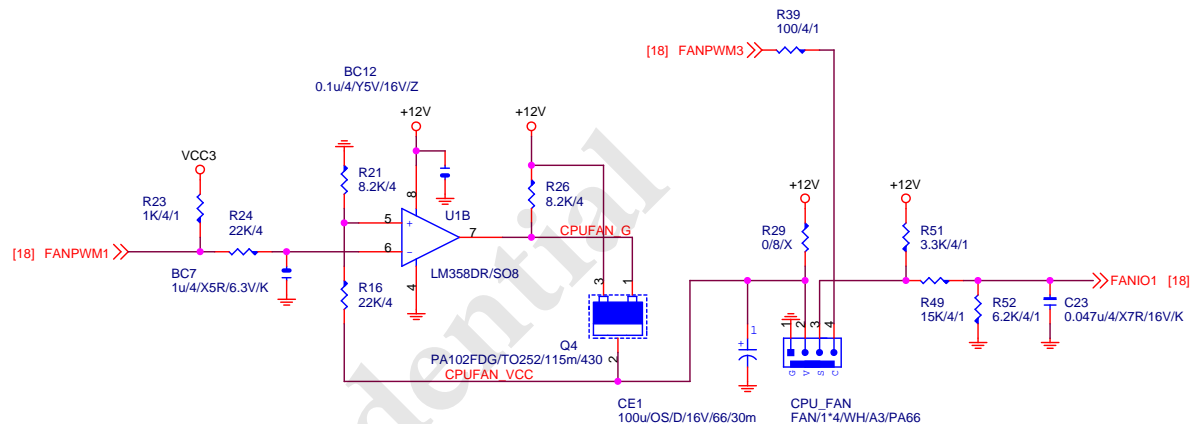 R39
100/4/1
[18] FANPWM3
BC12
0.1u/4/Y5V/16V/Z
+12V
+12V
VCC3
R21
8.2K/4
R23
1K/4/1
R24
22K/4
8
R26
8.2K/4
+12V
+12V
U1B
5
+
7
CPUFAN_G
R29
0/8/X
R51
3.3K/4/1
[18] FANPWM1
6
-
LM358DR/SO8
3
1
FANIO1 [18]
BC7
1u/4/X5R/6.3V/K
R16
22K/4
4
R49
15K/4/1
R52
6.2K/4/1
C23
0.047u/4/X7R/16V/K
1
2
3
4
1
+
Q4
PA102FDG/TO252/115m/430
2
CPUFAN_VCC
G
V
S
C
CE1
100u/OS/D/16V/66/30m
CPU_FAN
FAN/1*4/WH/A3/PA66